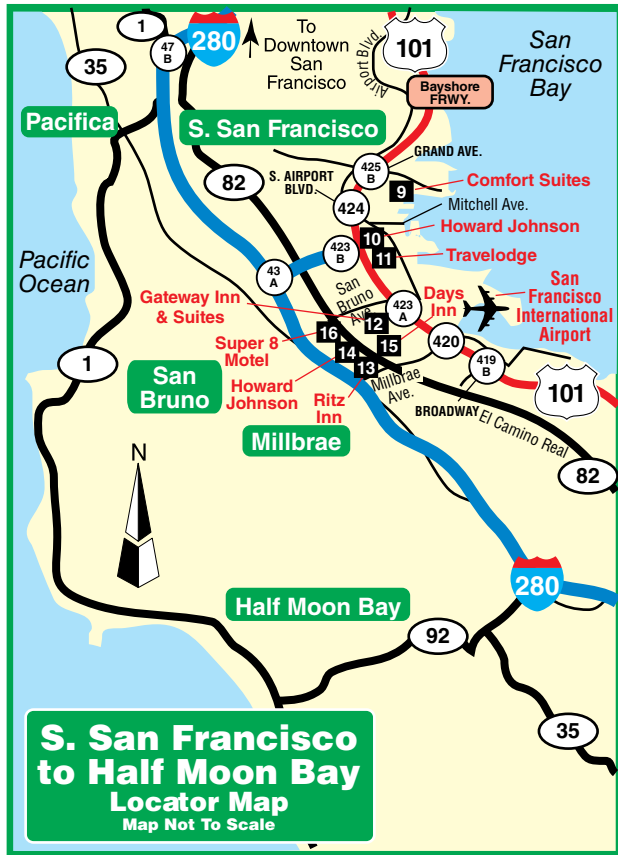 1
47
B
280
To
Downtown
San
Francisco
Airport Blvd.
101
San
Francisco
Bay
35
Bayshore
FRWY.
Pacifica
S. San Francisco
GRAND AVE.
425
B
82
S. AIRPORT
BLVD.
9
Comfort Suites
424
Mitchell Ave.
10
Howard Johnson
423
B
11
Travelodge
Pacific
Ocean
43
A
San
Bruno
Ave.
Gateway Inn
& Suites
12
423
A
Days
Inn
San
Francisco
International
Airport
16
Super 8
Motel
15
420
14
Howard
Johnson
13
Ritz
Inn
419
B
1
San
Bruno
Millbrae
Ave.
101
BROADWAY
El Camino Real
Millbrae
82
N
280
Half Moon Bay
92
35
S. San Francisco
to Half Moon Bay
Locator Map
Map Not To Scale